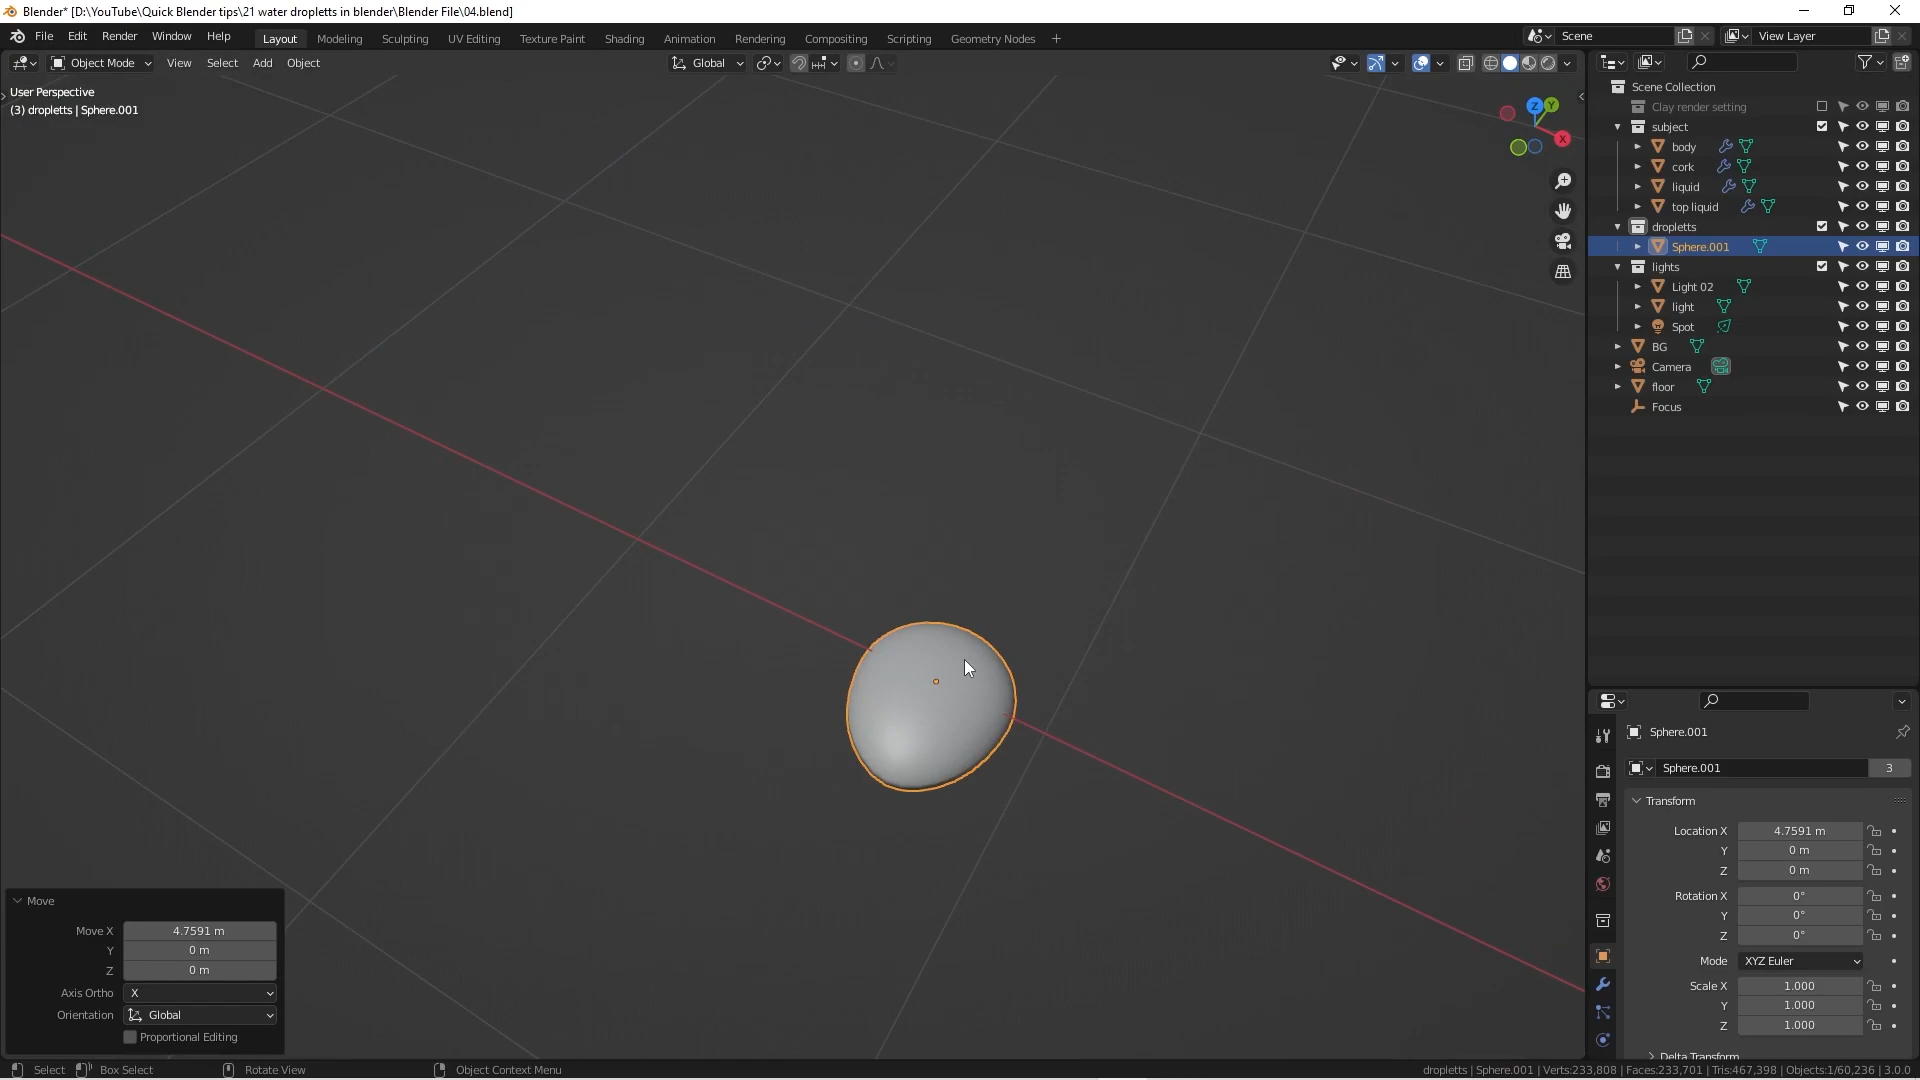 Blender* [D:\YouTube\Quick Blender tips\21 water dropletts in blender\Blender File\04.blend]
File Edit Render Window Help Layout Modeling Sculpting UV Editing Texture Paint Shading Animation Rendering Compositing Scripting Geometry Nodes + Scene View Layer
Object Mode View Select Add Object Global
User Perspective
(3) dropletts | Sphere.001
Z Y
X
Scene Collection
Clay render setting
subject
body
cork
liquid
top liquid
dropletts
Sphere.001
lights
Light 02
light
Spot
BG
Camera
floor
Focus
Sphere.001
Sphere.001 3
Transform
Location X 4.7591 m
Y 0 m
Z 0 m
Rotation X 0°
Y 0°
Z 0°
Mode XYZ Euler
Scale X 1.000
Y 1.000
Z 1.000
Delta Transform
Move
Move X 4.7591 m
Y 0 m
Z 0 m
Axis Ortho X
Orientation Global
Proportional Editing
Select Box Select Rotate View Object Context Menu dropletts | Sphere.001 | Verts:233,808 | Faces:233,701 | Tris:467,398 | Objects:1/60,236 | 3.0.0